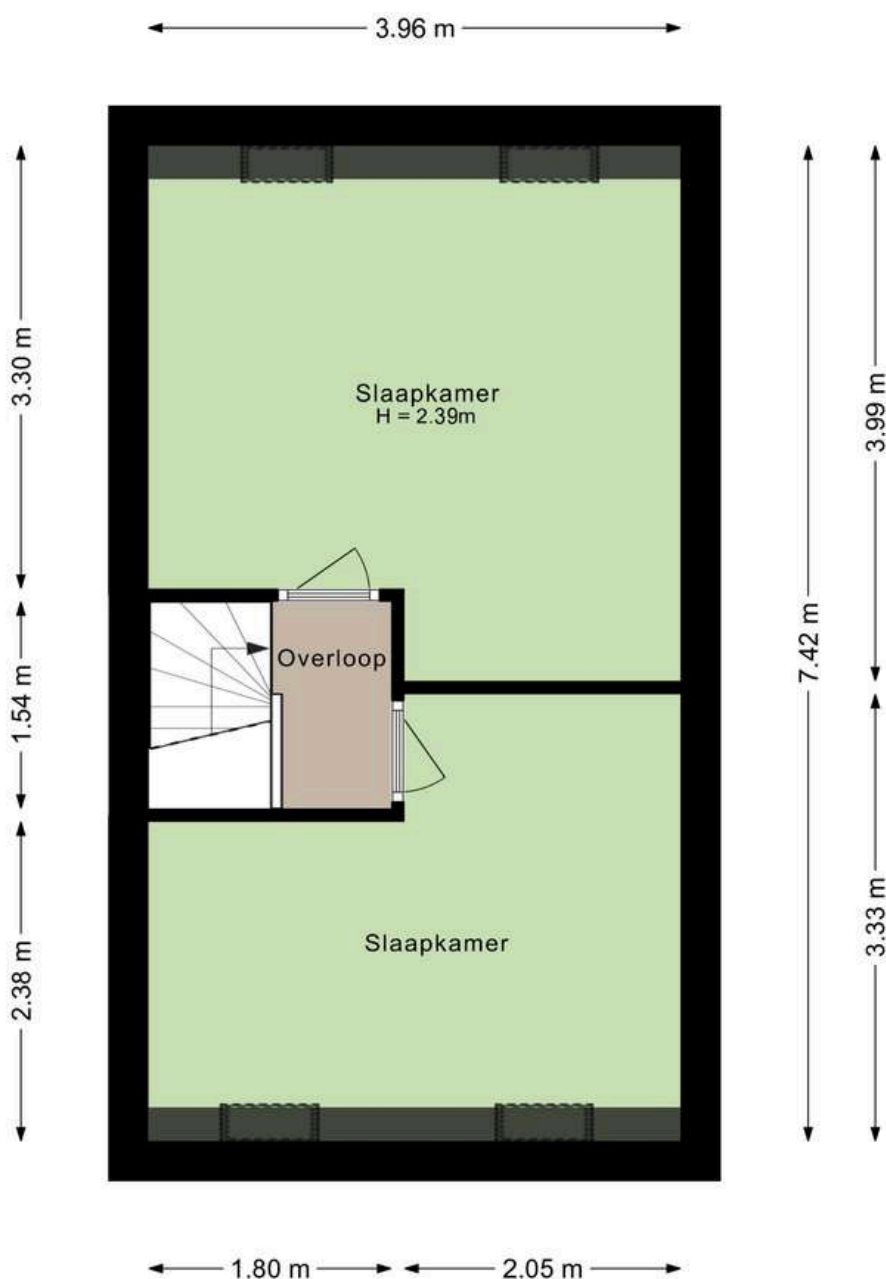 3.96 m
3.30 m
3.99 m
Slaapkamer
H = 2.39m
7.42 m
Overloop
1.54 m
3.33 m
Slaapkamer
2.38 m
1.80 m
2.05 m